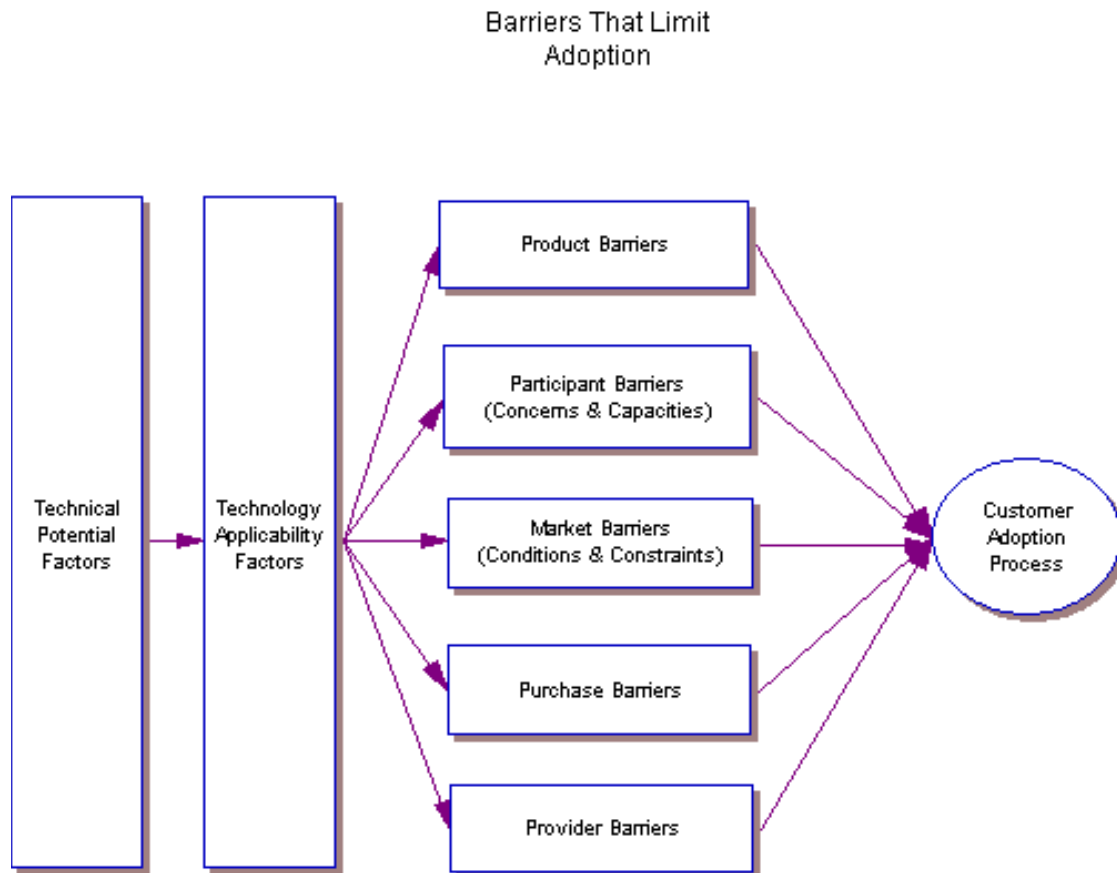 Barriers That Limit
Adoption
Technical
Potential
Factors
Technology
Applicability
Factors
Product Barriers
Participant Barriers
(Concerns & Capacities)
Market Barriers
(Conditions & Constraints)
Purchase Barriers
Provider Barriers
Customer
Adoption
Process